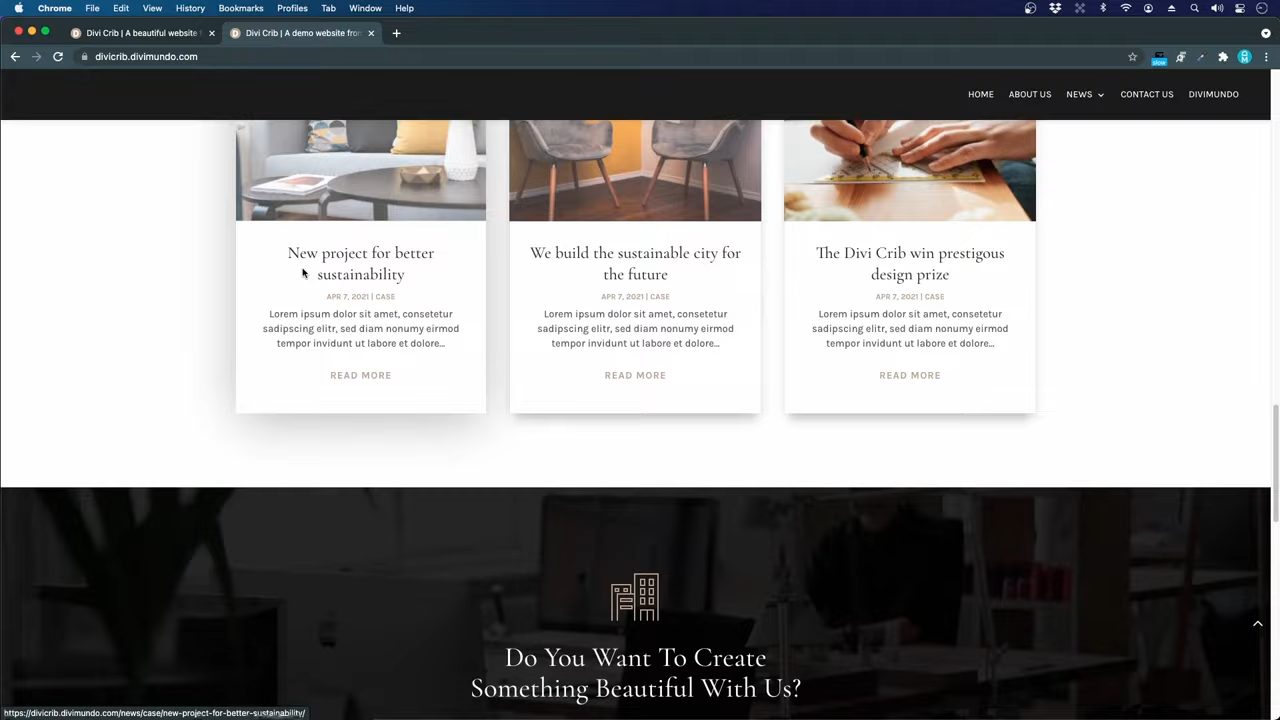 Chrome File Edit View History Bookmarks Profiles Tab Window Help
Divi Crib | A beautiful website
Divi Crib | A demo website from
divicrib.divimundo.com
slow
HOME ABOUT US NEWS CONTACT US DIVIMUNDO
New project for better
sustainability
APR 7, 2021 | CASE
Lorem ipsum dolor sit amet, consetetur
sadipscing elitr, sed diam nonumy eirmod
tempor invidunt ut labore et dolore...
READ MORE
We build the sustainable city for
the future
APR 7, 2021 | CASE
Lorem ipsum dolor sit amet, consetetur
sadipscing elitr, sed diam nonumy eirmod
tempor invidunt ut labore et dolore...
READ MORE
The Divi Crib win prestigious
design prize
APR 7, 2021 | CASE
Lorem ipsum dolor sit amet, consetetur
sadipscing elitr, sed diam nonumy eirmod
tempor invidunt ut labore et dolore...
READ MORE
Do You Want To Create
Something Beautiful With Us?
https://divicrib.divimundo.com/news/case/new-project-for-better-sustainability/